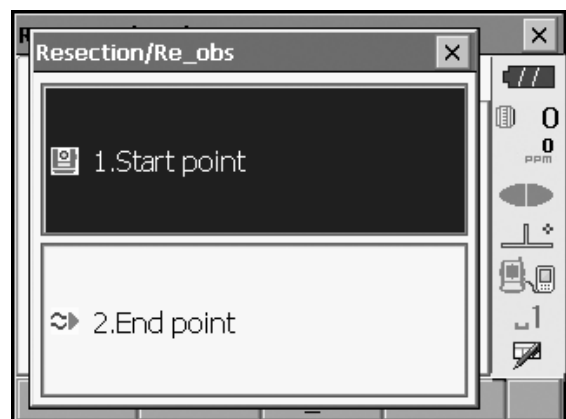 Resection/Re_obs
1.Start point
2.End point
0
0
PPM
1